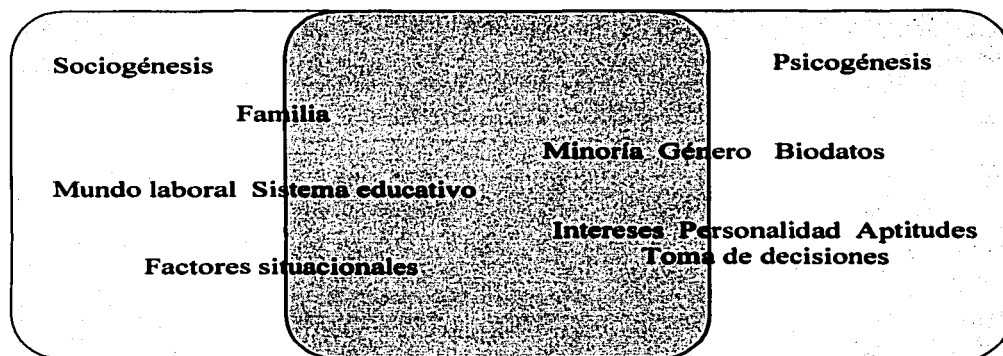 Sociogénesis
Psicogénesis
Familia
Minoría Género Biodatos
Mundo laboral Sistema educativo
Intereses Personalidad Aptitudes
Toma de decisiones
Factores situacionales